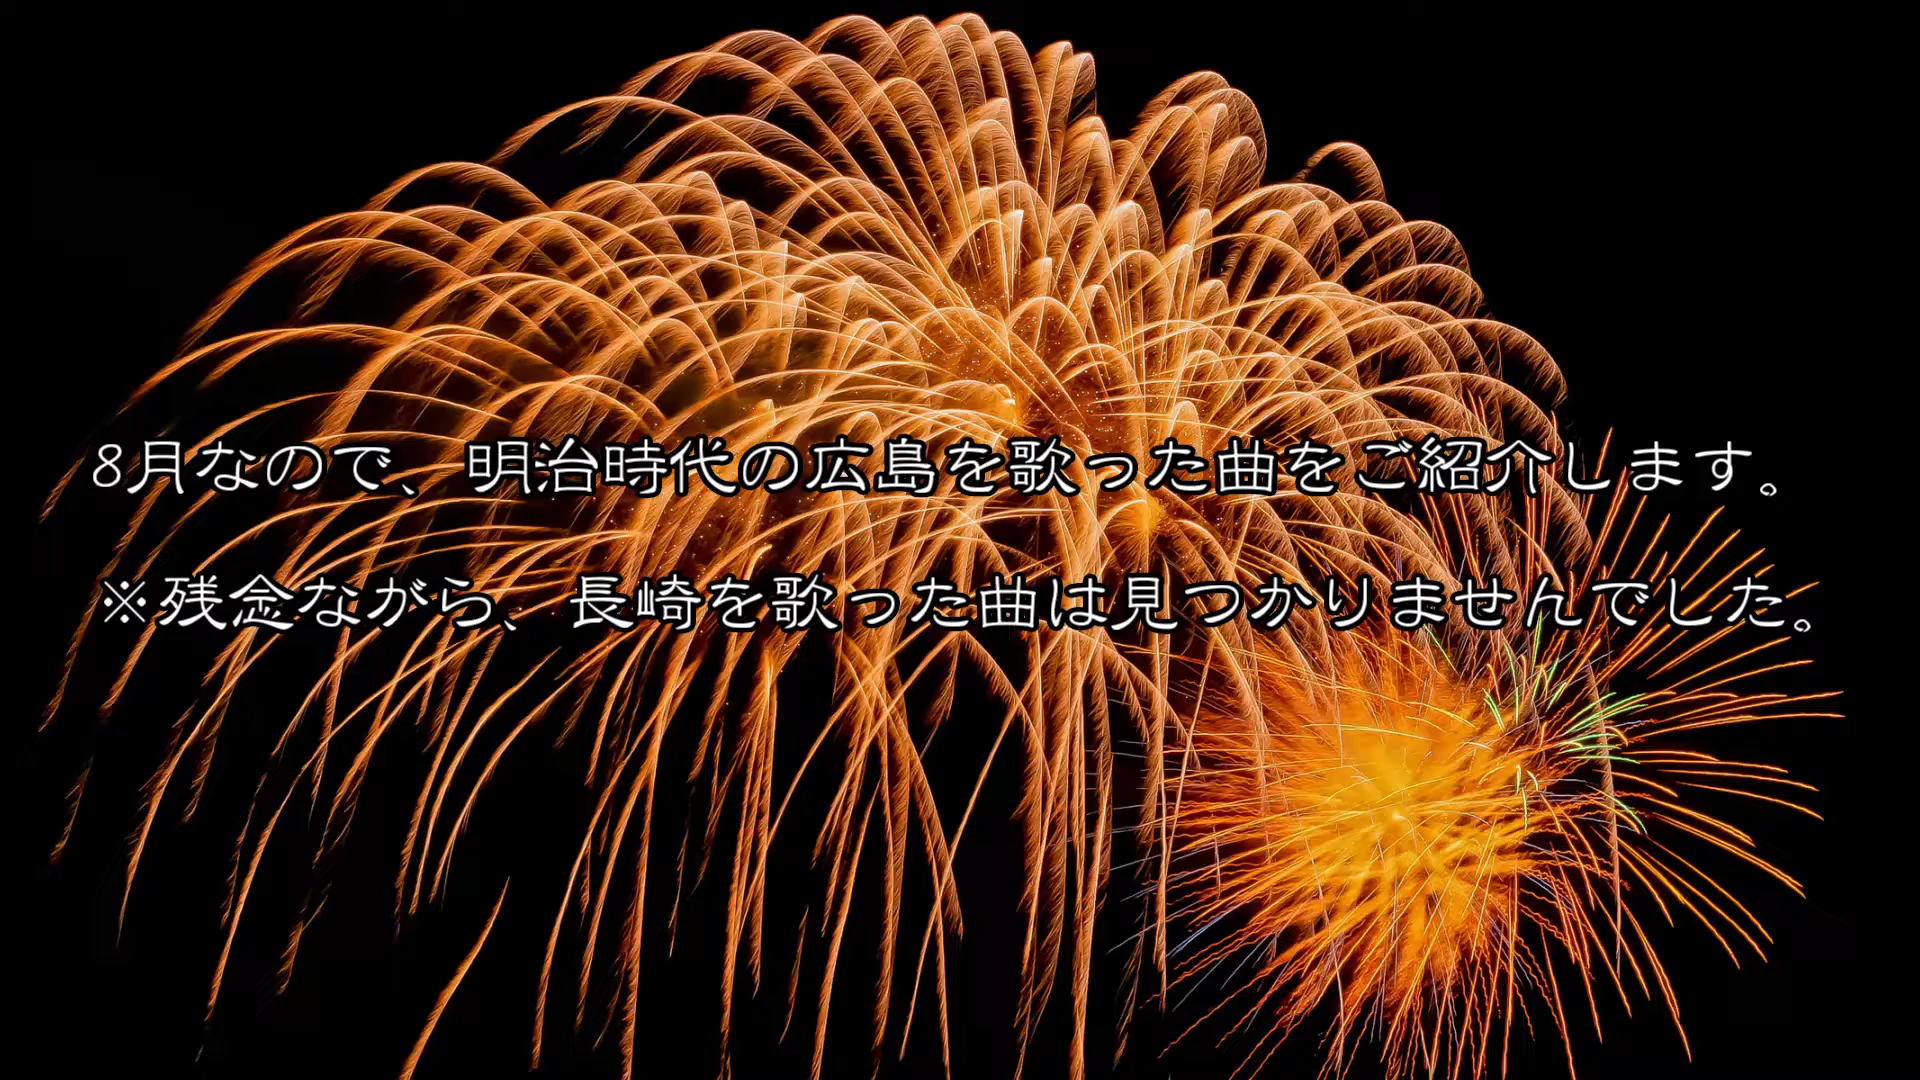 8月なので、明治時代の広島を歌った曲をご紹介します。
※残念ながら、長崎を歌った曲は見つかりませんでした。